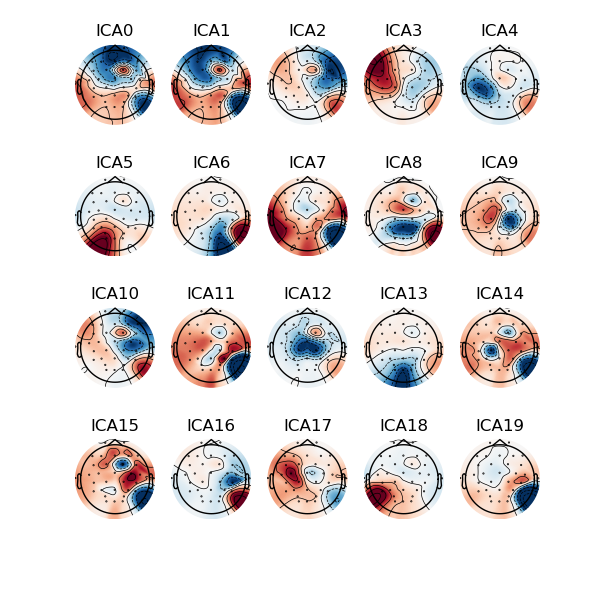 ICA0 ICA1 ICA2 ICA3 ICA4
ICA5 ICA6 ICA7 ICA8 ICA9
ICA10 ICA11 ICA12 ICA13 ICA14
ICA15 ICA16 ICA17 ICA18 ICA19